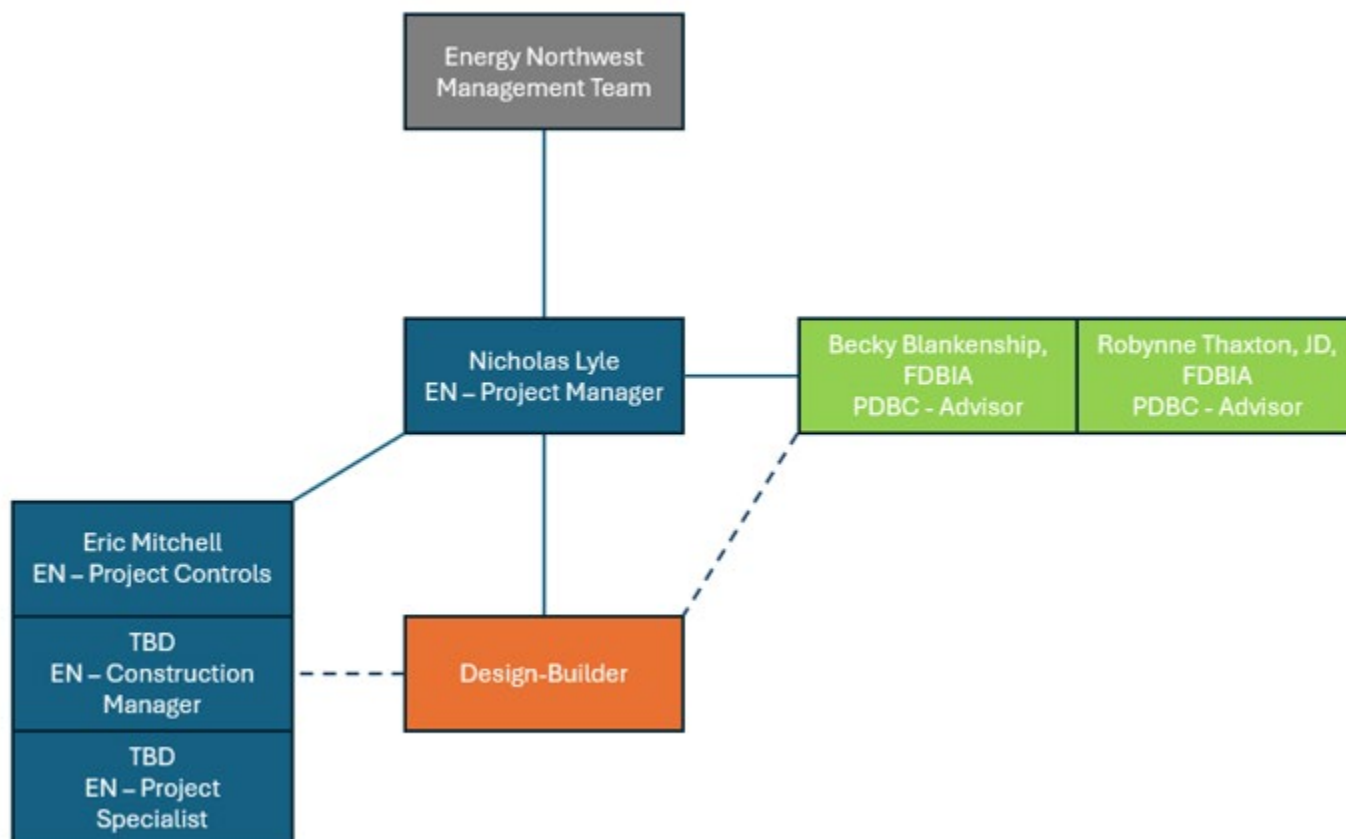 Energy Northwest
Management Team
Nicholas Lyle
EN – Project Manager
Becky Blankenship,
FDBIA
PDBC - Advisor
Robynne Thaxton, JD,
FDBIA
PDBC - Advisor
Eric Mitchell
EN – Project Controls
TBD
EN – Construction
Manager
TBD
EN – Project
Specialist
Design-Builder